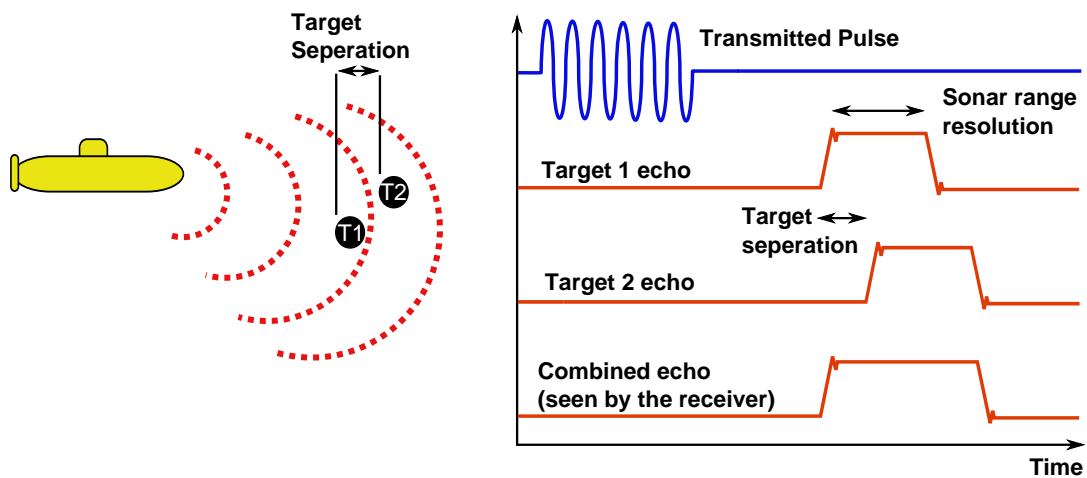 Target
Seperation
T1
T2
Transmitted Pulse
Sonar range
resolution
Target 1 echo
Target
seperation
Target 2 echo
Combined echo
(seen by the receiver)
Time